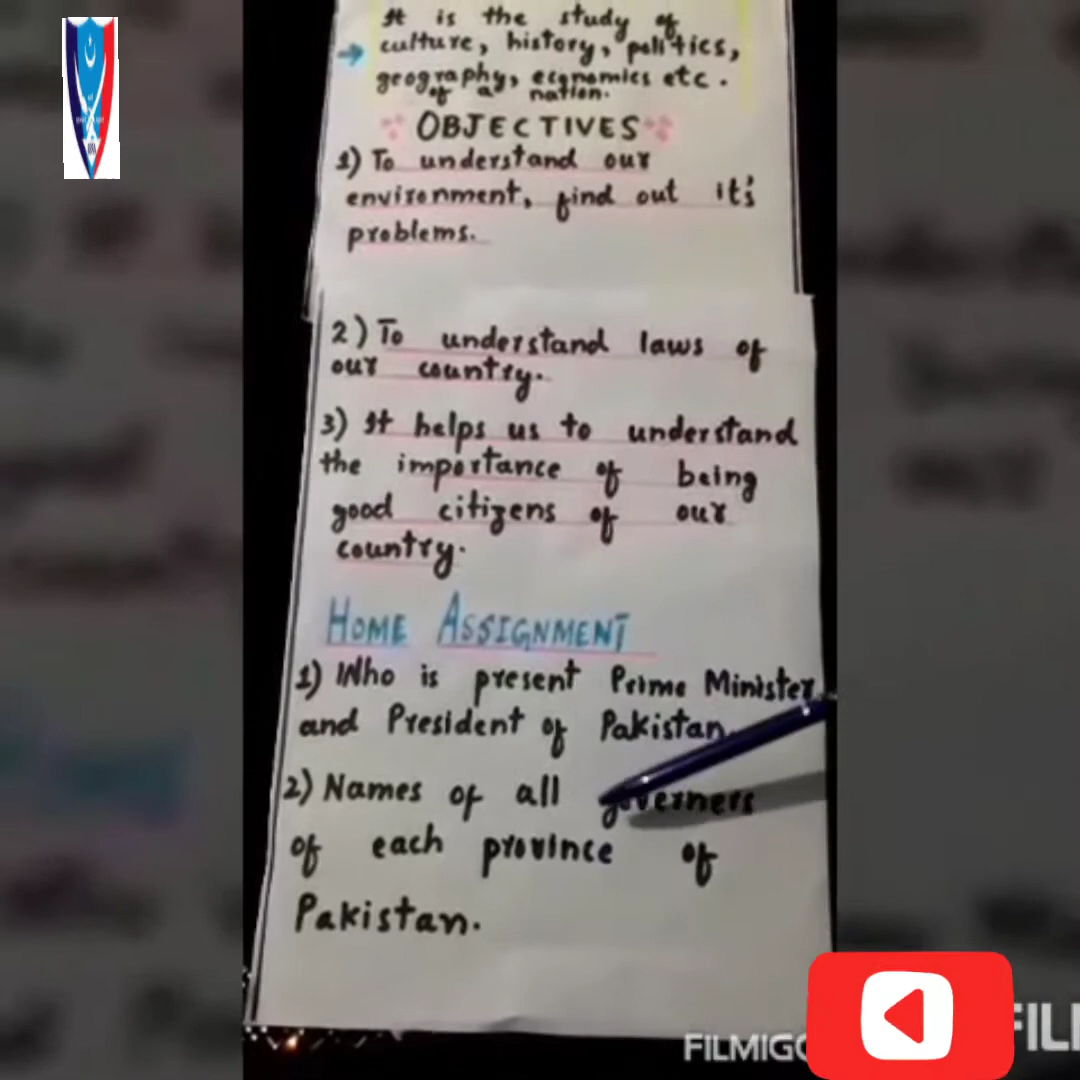 It is the study of
culture, history, politics,
geography, economics etc.
of a nation.
OBJECTIVES
1) To understand our
environment, find out it's
problems.
2) To understand laws of
our country.
3) It helps us to understand
the importance of being
good citizens of our
country.
HOME ASSIGNMENT
1) Who is present Prime Minister
and President of Pakistan.
2) Names of all governers
of each province of
Pakistan.
FILMIGO
FIL